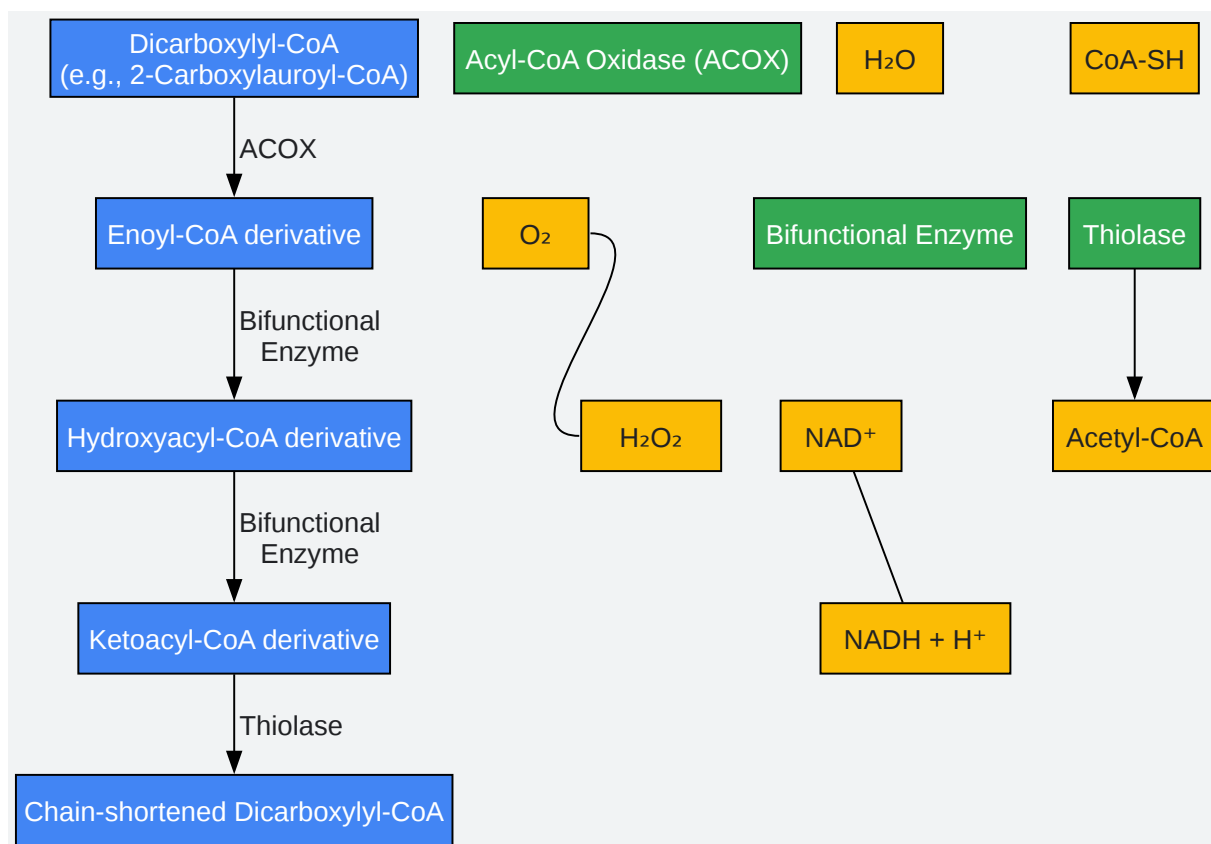 Dicarboxylyl-CoA
(e.g., 2-Carboxylauroyl-CoA)
Acyl-CoA Oxidase (ACOX)
H₂O
CoA-SH
ACOX
Enoyl-CoA derivative
O₂
Bifunctional Enzyme
Thiolase
Bifunctional
Enzyme
Hydroxyacyl-CoA derivative
H₂O₂
NAD⁺
Acetyl-CoA
Bifunctional
Enzyme
Ketoacyl-CoA derivative
NADH + H⁺
Thiolase
Chain-shortened Dicarboxylyl-CoA